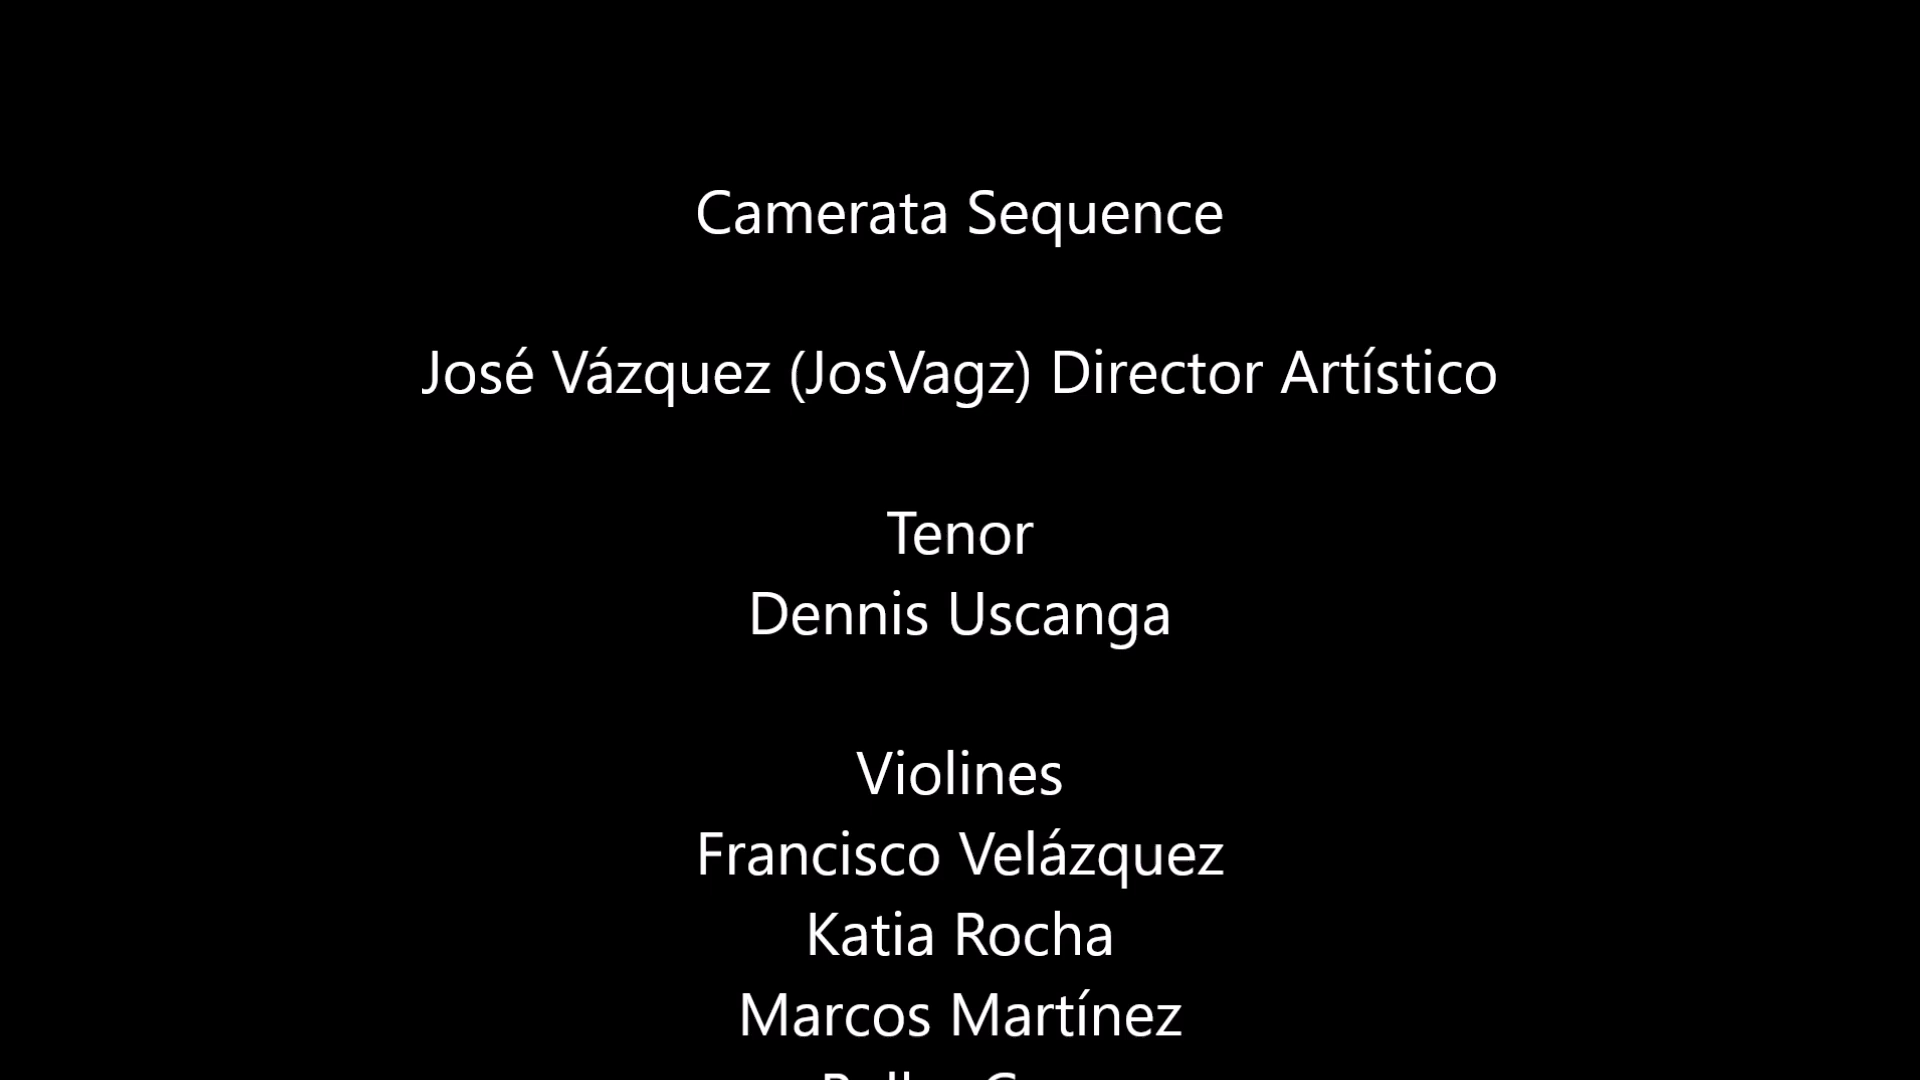 Camerata Sequence
José Vázquez (JosVagz) Director Artístico
Tenor
Dennis Uscanga
Violines
Francisco Velázquez
Katia Rocha
Marcos Martínez